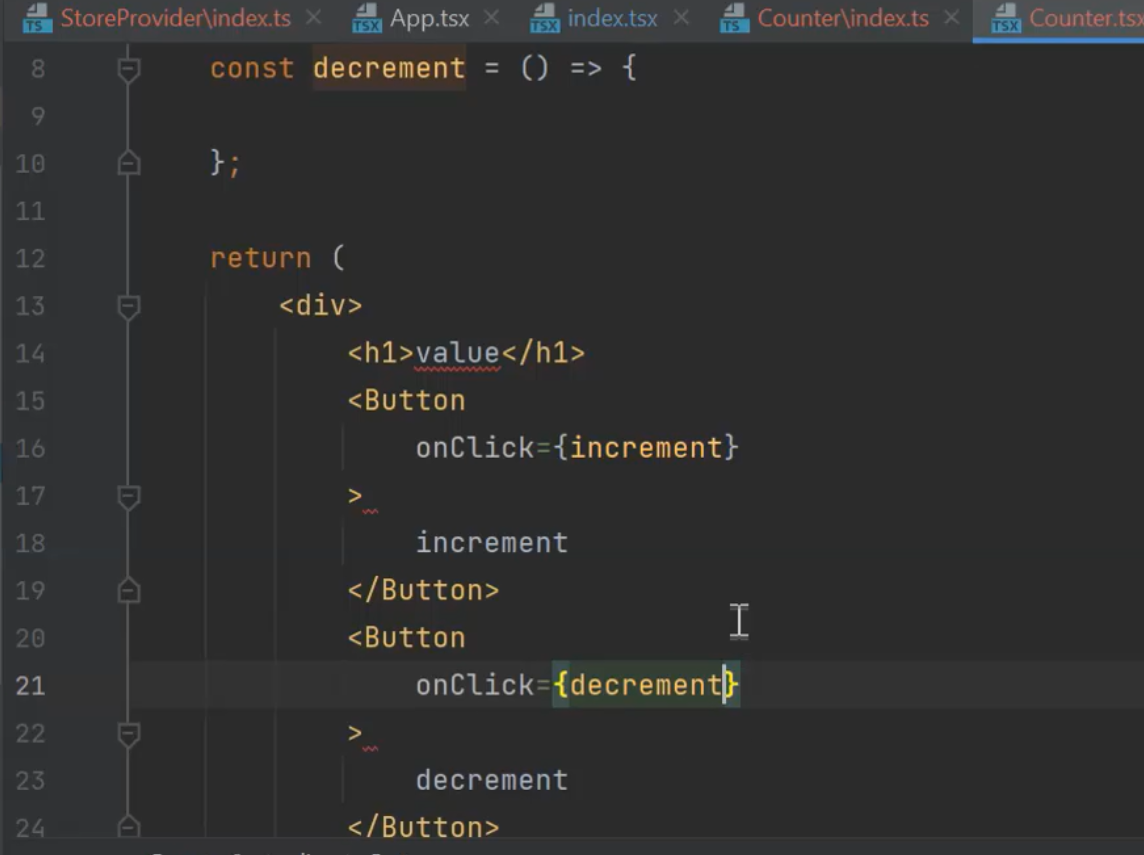 TS StoreProvider\index.ts × TSX App.tsx × TSX index.tsx × TS Counter\index.ts × TSX Counter.tsx
8 const decrement = () => {
9
10 };
11
12 return (
13 <div>
14 <h1>value</h1>
15 <Button
16 onClick={increment}
17 >
18 increment
19 </Button>
20 <Button
21 onClick={decrement}
22 >
23 decrement
24 </Button>